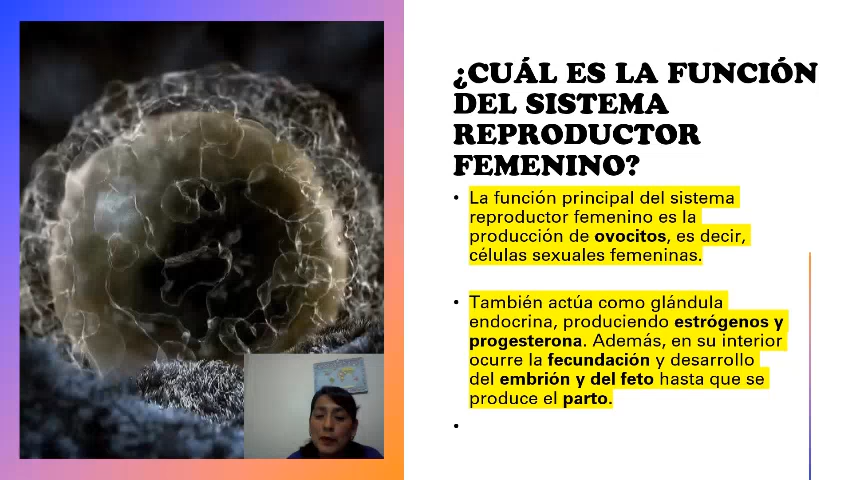 ¿CUÁL ES LA FUNCIÓN
DEL SISTEMA
REPRODUCTOR
FEMENINO?
• La función principal del sistema
reproductor femenino es la
producción de ovocitos, es decir,
células sexuales femeninas.
• También actúa como glándula
endocrina, produciendo estrógenos y
progesterona. Además, en su interior
ocurre la fecundación y desarrollo
del embrión y del feto hasta que se
produce el parto.
•